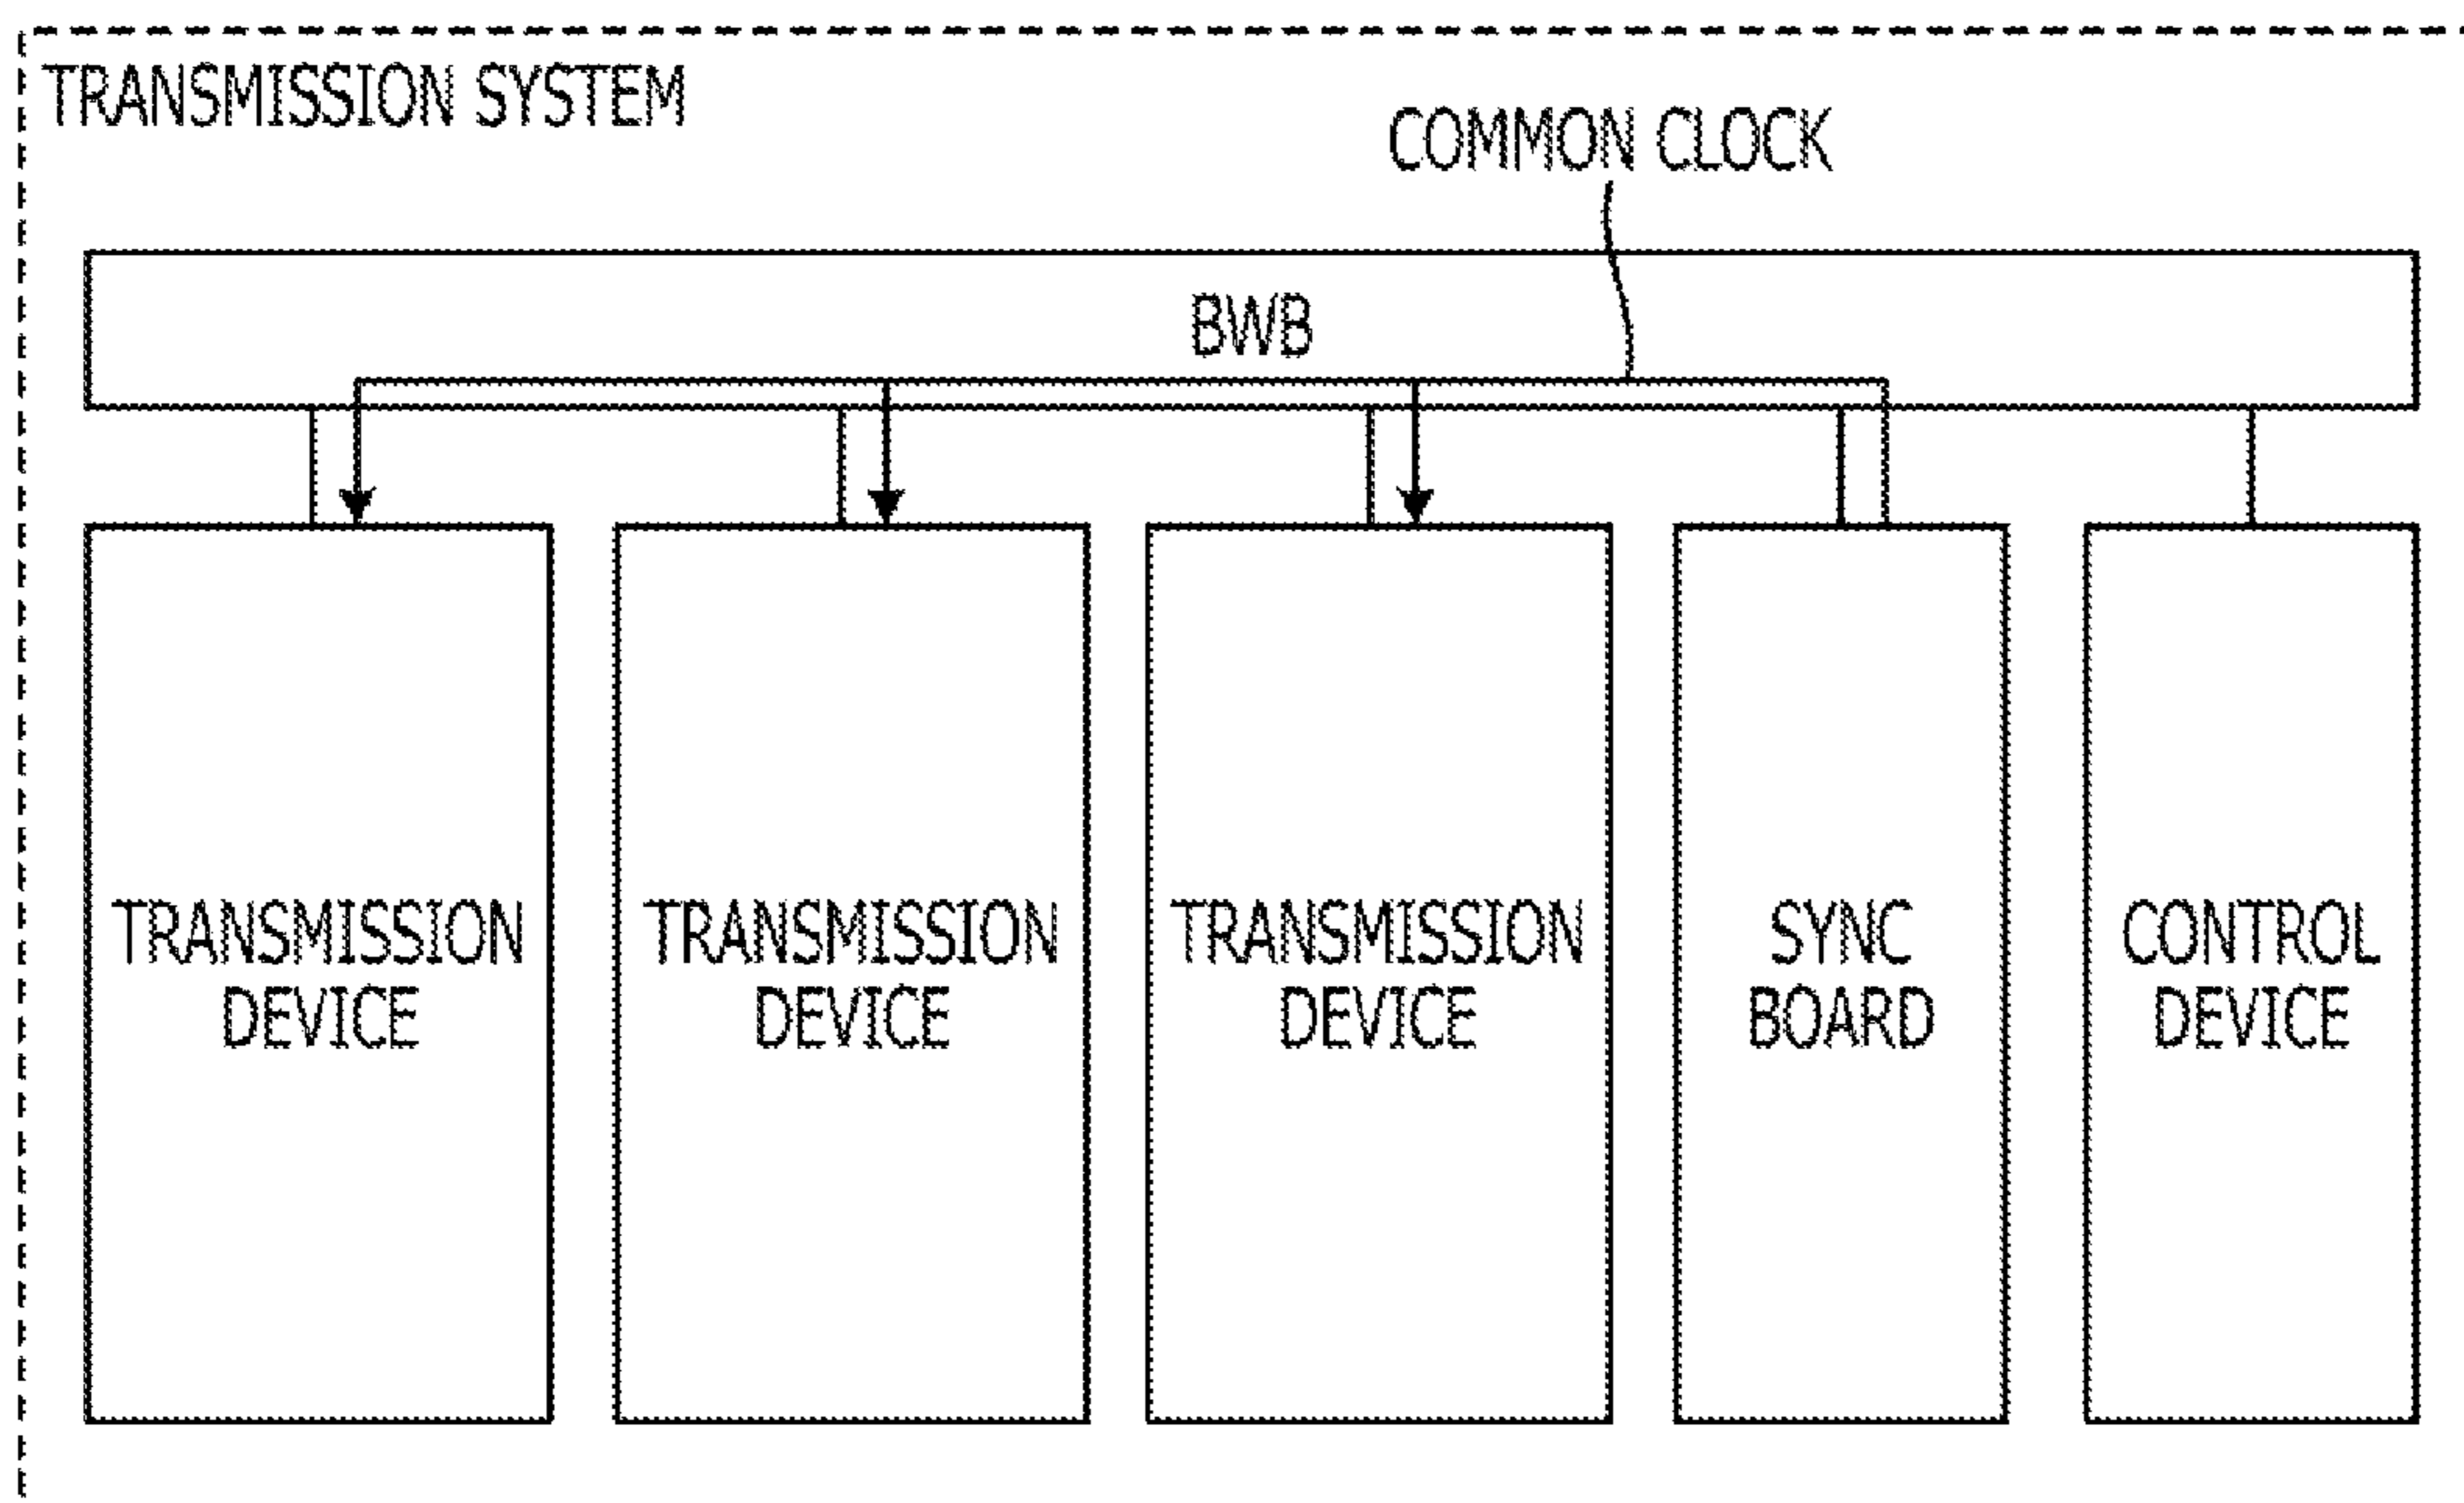 TRANSMISSION SYSTEM
COMMON CLOCK
BWB
TRANSMISSION
DEVICE
TRANSMISSION
DEVICE
TRANSMISSION
DEVICE
SYNC
BOARD
CONTROL
DEVICE